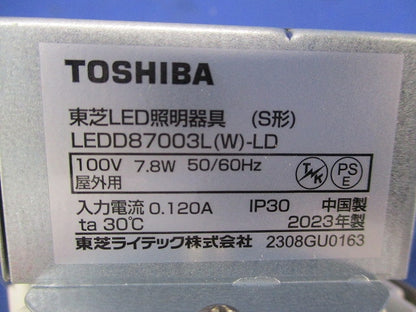 TOSHIBA
東芝LED照明器具 (S形)
LEDD87003L(W)-LD
100V 7.8W 50/60Hz
屋外用
PS
E
入力電流 0.120A IP30 中国製
ta 30℃ 2023年製
東芝ライテック株式会社 2308GU0163